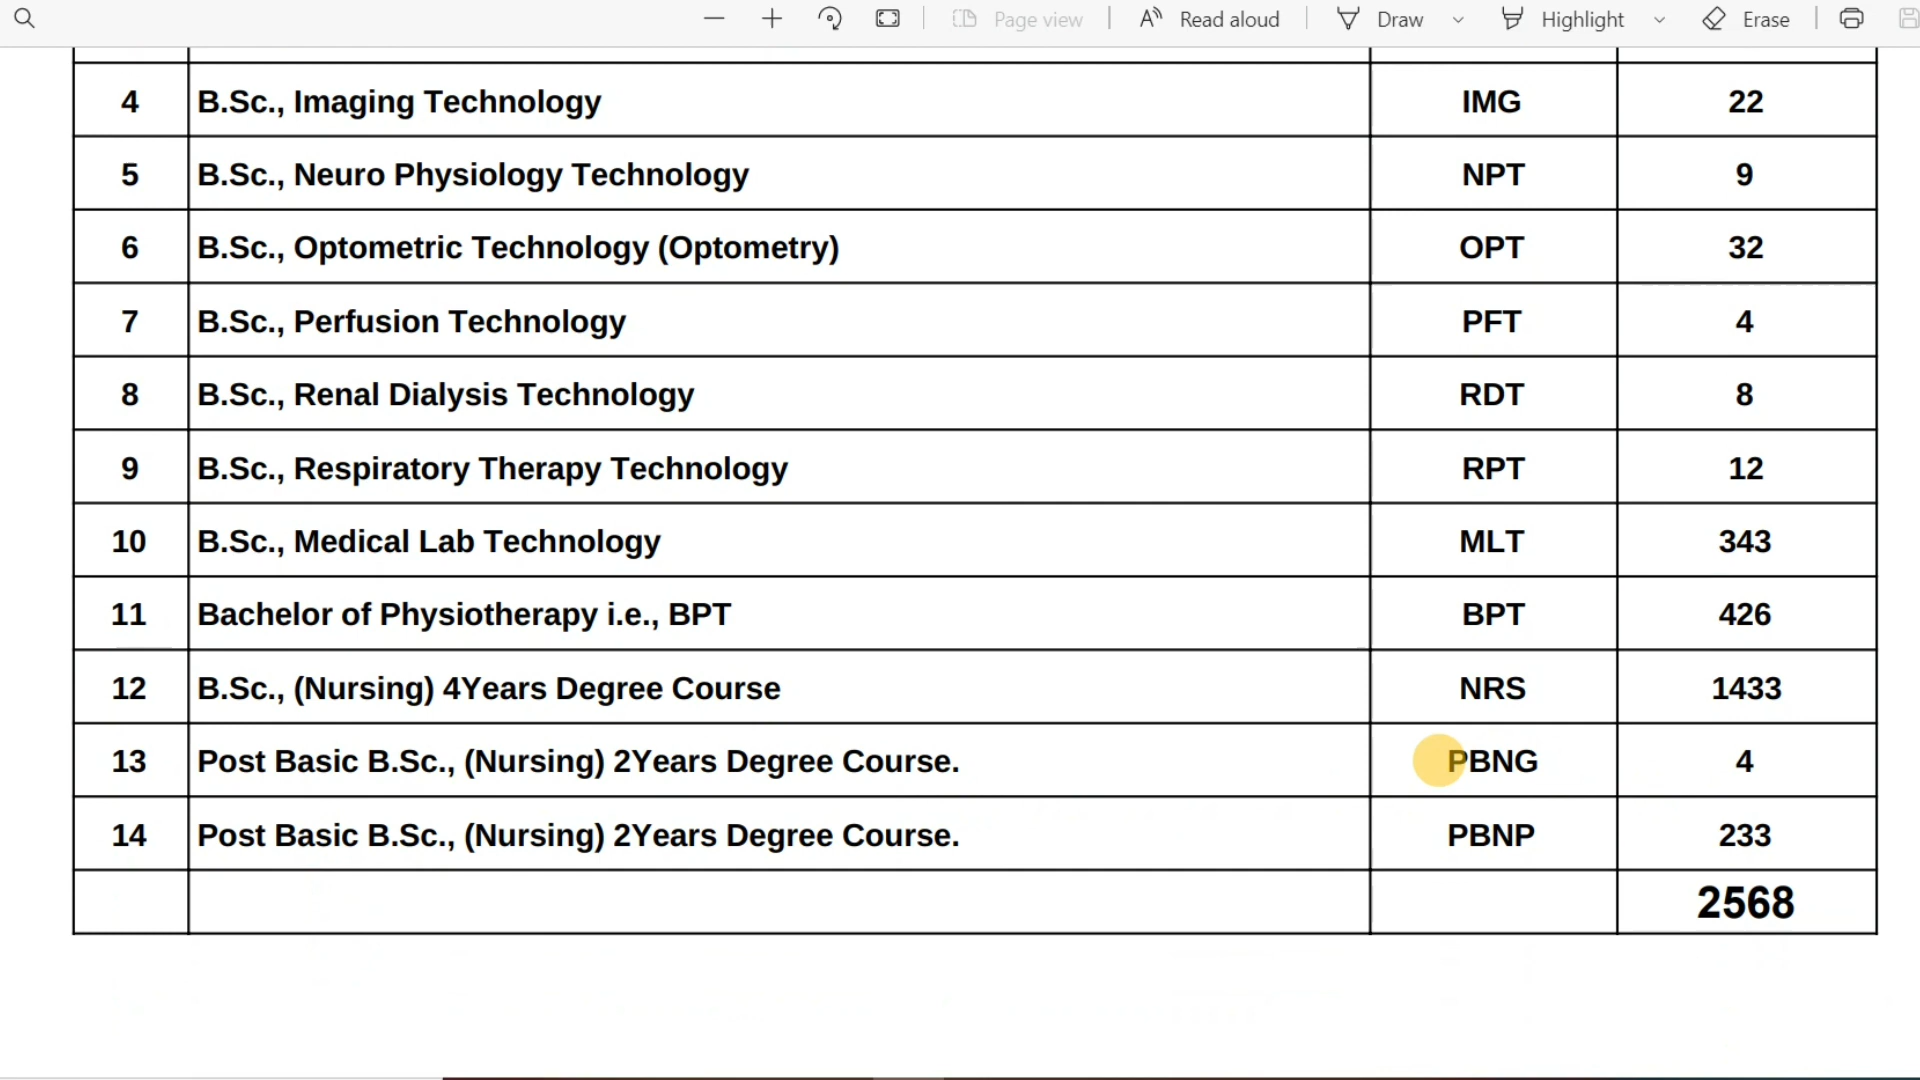 Page view Read aloud Draw Highlight Erase
4 B.Sc., Imaging Technology IMG 22
5 B.Sc., Neuro Physiology Technology NPT 9
6 B.Sc., Optometric Technology (Optometry) OPT 32
7 B.Sc., Perfusion Technology PFT 4
8 B.Sc., Renal Dialysis Technology RDT 8
9 B.Sc., Respiratory Therapy Technology RPT 12
10 B.Sc., Medical Lab Technology MLT 343
11 Bachelor of Physiotherapy i.e., BPT BPT 426
12 B.Sc., (Nursing) 4Years Degree Course NRS 1433
13 Post Basic B.Sc., (Nursing) 2Years Degree Course. PBNG 4
14 Post Basic B.Sc., (Nursing) 2Years Degree Course. PBNP 233
2568